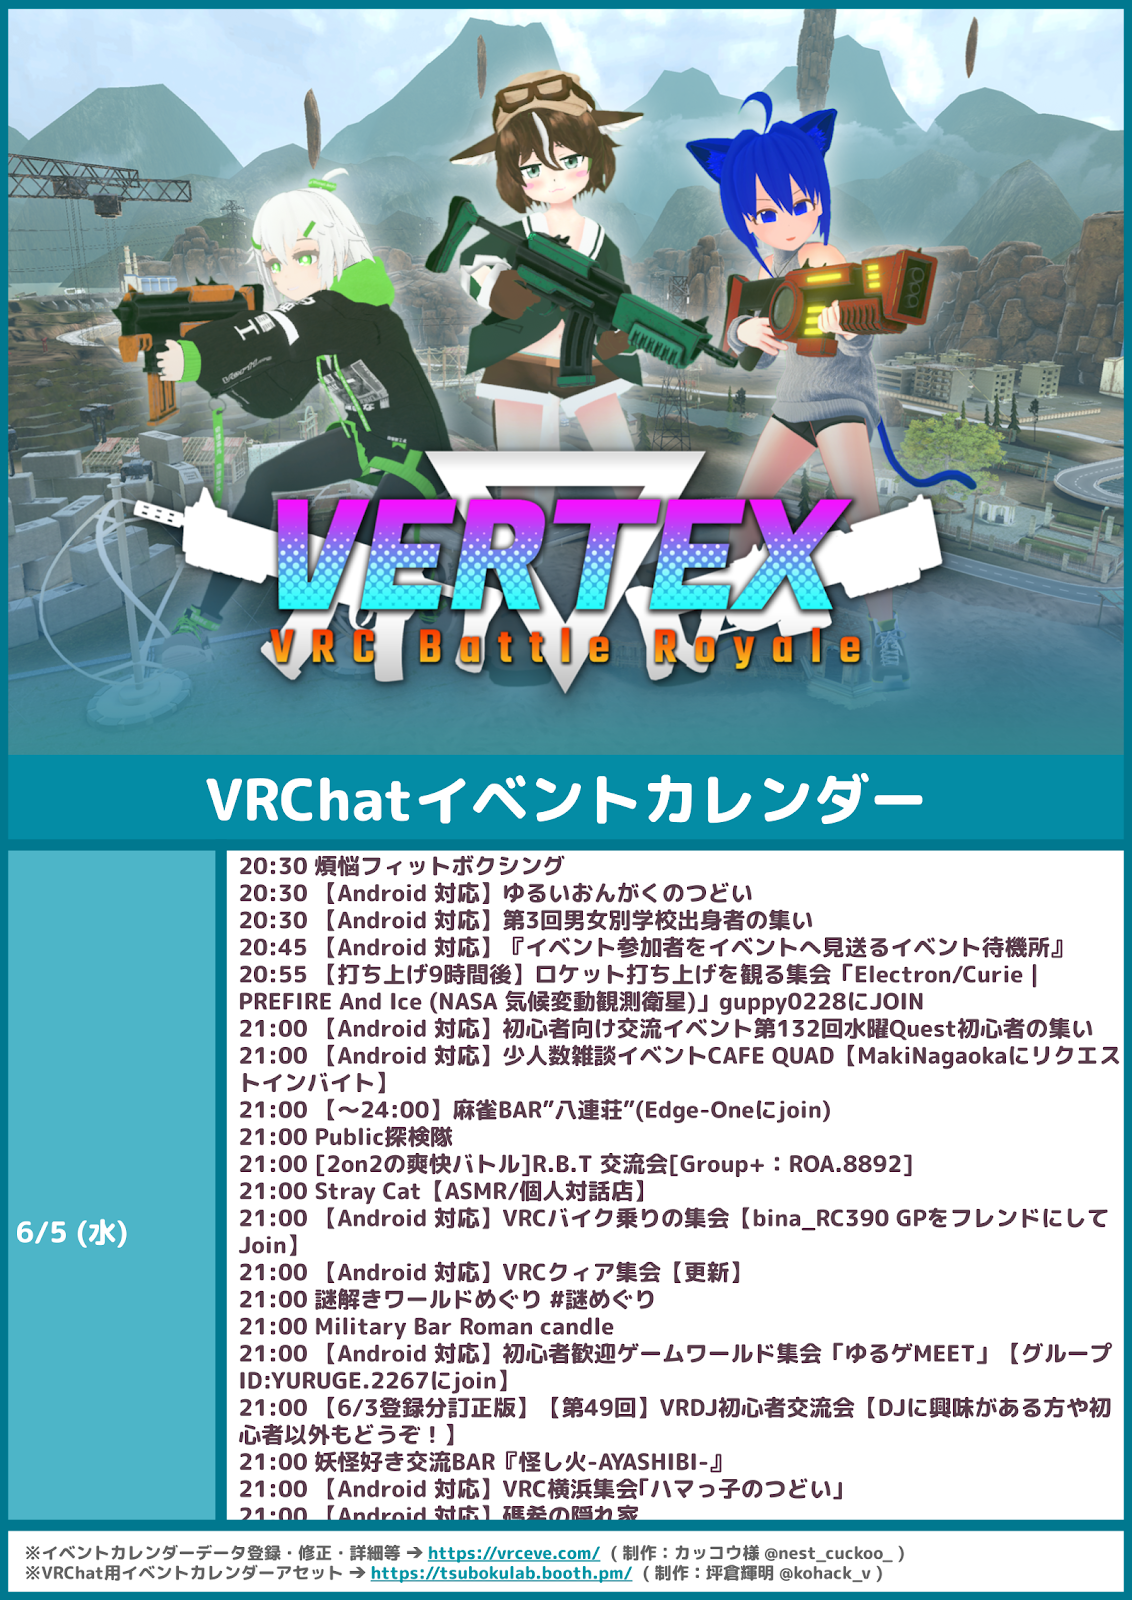 VERTEX
VRC Battle Royale
VRChatイベントカレンダー
6/5 (水)
20:30 煩悩フィットボクシング
20:30 【Android 対応】ゆるいおんがくのつどい
20:30 【Android 対応】第3回男女別学校出身者の集い
20:45 【Android 対応】『イベント参加者をイベントへ見送るイベント待機所』
20:55 【打ち上げ9時間後】ロケット打ち上げを観る集会「Electron/Curie |
PREFIRE And Ice (NASA 気候変動観測衛星)」guppy0228にJOIN
21:00 【Android 対応】初心者向け交流イベント第132回水曜Quest初心者の集い
21:00 【Android 対応】少人数雑談イベントCAFE QUAD【MakiNagaokaにリクエス
トインバイト】
21:00 【～24:00】麻雀BAR”八連荘”(Edge-Oneにjoin)
21:00 Public探検隊
21:00 [2on2の爽快バトル]R.B.T 交流会[Group+：ROA.8892]
21:00 Stray Cat【ASMR/個人対話店】
21:00 【Android 対応】VRCバイク乗りの集会【bina_RC390 GPをフレンドにして
Join】
21:00 【Android 対応】VRCクィア集会【更新】
21:00 謎解きワールドめぐり #謎めぐり
21:00 Military Bar Roman candle
21:00 【Android 対応】初心者歓迎ゲームワールド集会「ゆるゲMEET」【グループ
ID:YURUGE.2267にjoin】
21:00 【6/3登録分訂正版】【第49回】VRDJ初心者交流会【DJに興味がある方や初
心者以外もどうぞ！】
21:00 妖怪好き交流BAR『怪し火-AYASHIBI-』
21:00 【Android 対応】VRC横浜集会｢ハマっ子のつどい」
21:00 【Android 対応】碼希の隠れ家
※イベントカレンダーデータ登録・修正・詳細等 ➔ https://vrceve.com/ ( 制作：カッコウ様 @nest_cuckoo_ )
※VRChat用イベントカレンダーアセット ➔ https://tsubokulab.booth.pm/ ( 制作：坪倉輝明 @kohack_v )